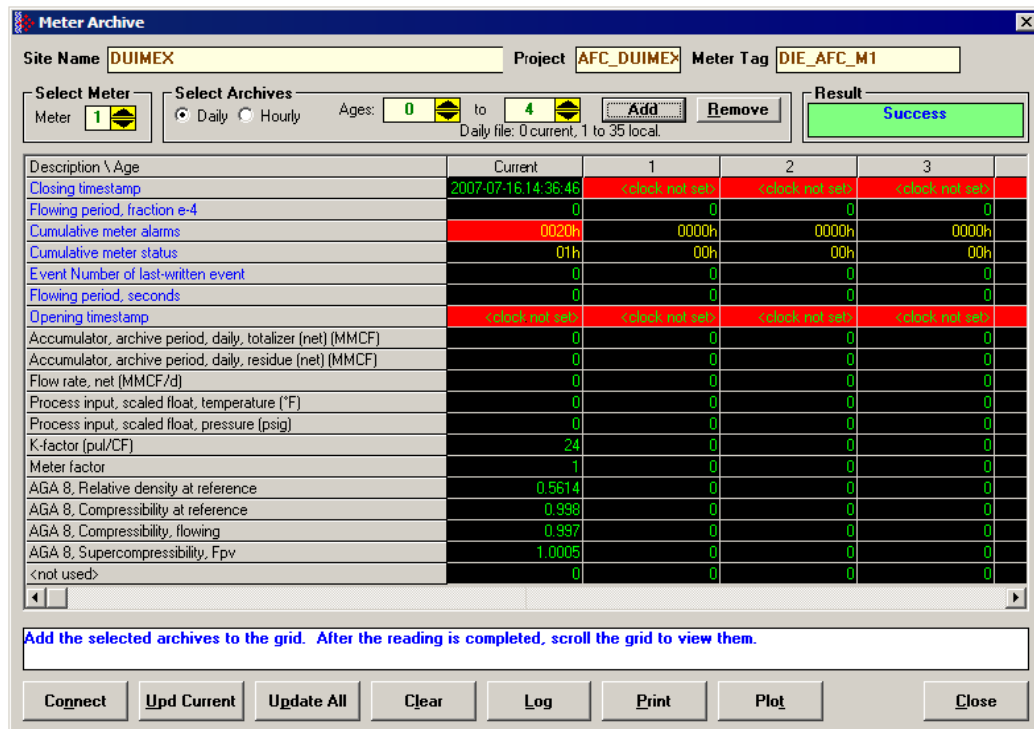 Meter Archive
Site Name DUIMEX Project AFC_DUIMEX Meter Tag DIE_AFC_M1
Select Meter Select Archives Result
Meter 1 Daily Hourly Ages: 0 to 4 Add Remove Success
Daily file: 0 current, 1 to 35 local.
Description \ Age Current 1 2 3
Closing timestamp 2007-07-16.14:36:46 <clock not set> <clock not set> <clock not set>
Flowing period, fraction e-4 0 0 0 0
Cumulative meter alarms 0020h 0000h 0000h 0000h
Cumulative meter status 01h 00h 00h 00h
Event Number of last-written event 0 0 0 0
Flowing period, seconds 0 0 0 0
Opening timestamp <clock not set> <clock not set> <clock not set> <clock not set>
Accumulator, archive period, daily, totalizer (net) (MMCF) 0 0 0 0
Accumulator, archive period, daily, residue (net) (MMCF) 0 0 0 0
Flow rate, net (MMCF/d) 0 0 0 0
Process input, scaled float, temperature (°F) 0 0 0 0
Process input, scaled float, pressure (psig) 0 0 0 0
K-factor (pul/CF) 24 0 0 0
Meter factor 1 0 0 0
AGA 8, Relative density at reference 0.5614 0 0 0
AGA 8, Compressibility at reference 0.998 0 0 0
AGA 8, Compressibility, flowing 0.997 0 0 0
AGA 8, Supercompressibility, Fpv 1.0005 0 0 0
<not used> 0 0 0 0
Add the selected archives to the grid. After the reading is completed, scroll the grid to view them.
Connect Upd Current Update All Clear Log Print Plot Close